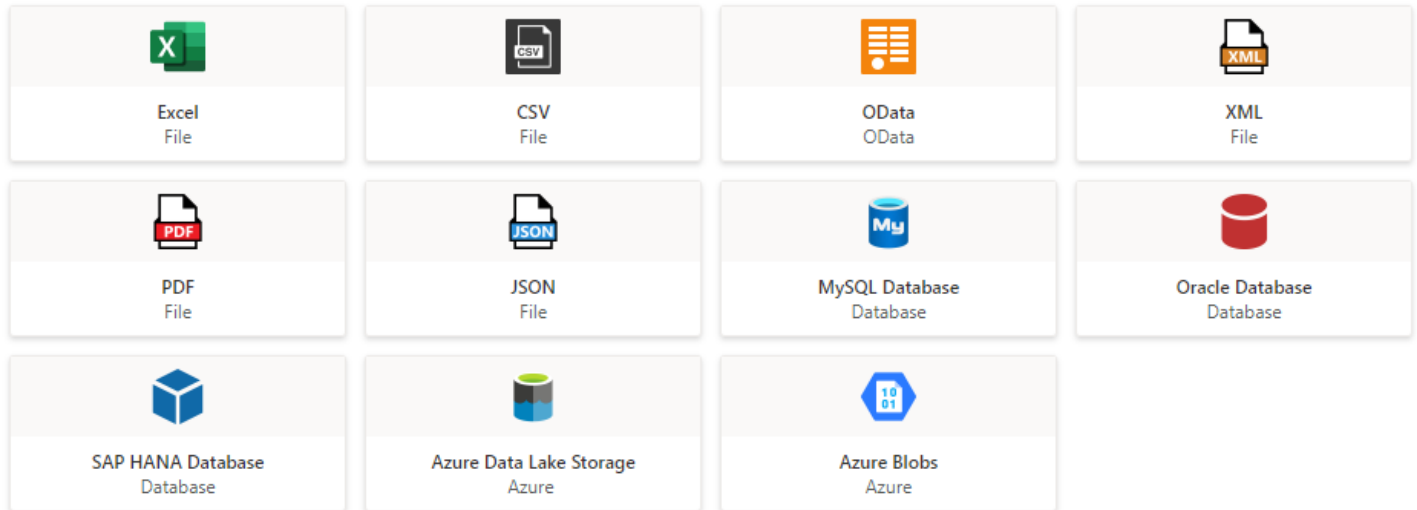 X
CSV
XML
Excel
File
CSV
File
OData
OData
XML
File
PDF
JSON
My
PDF
File
JSON
File
MySQL Database
Database
Oracle Database
Database
10
01
SAP HANA Database
Database
Azure Data Lake Storage
Azure
Azure Blobs
Azure